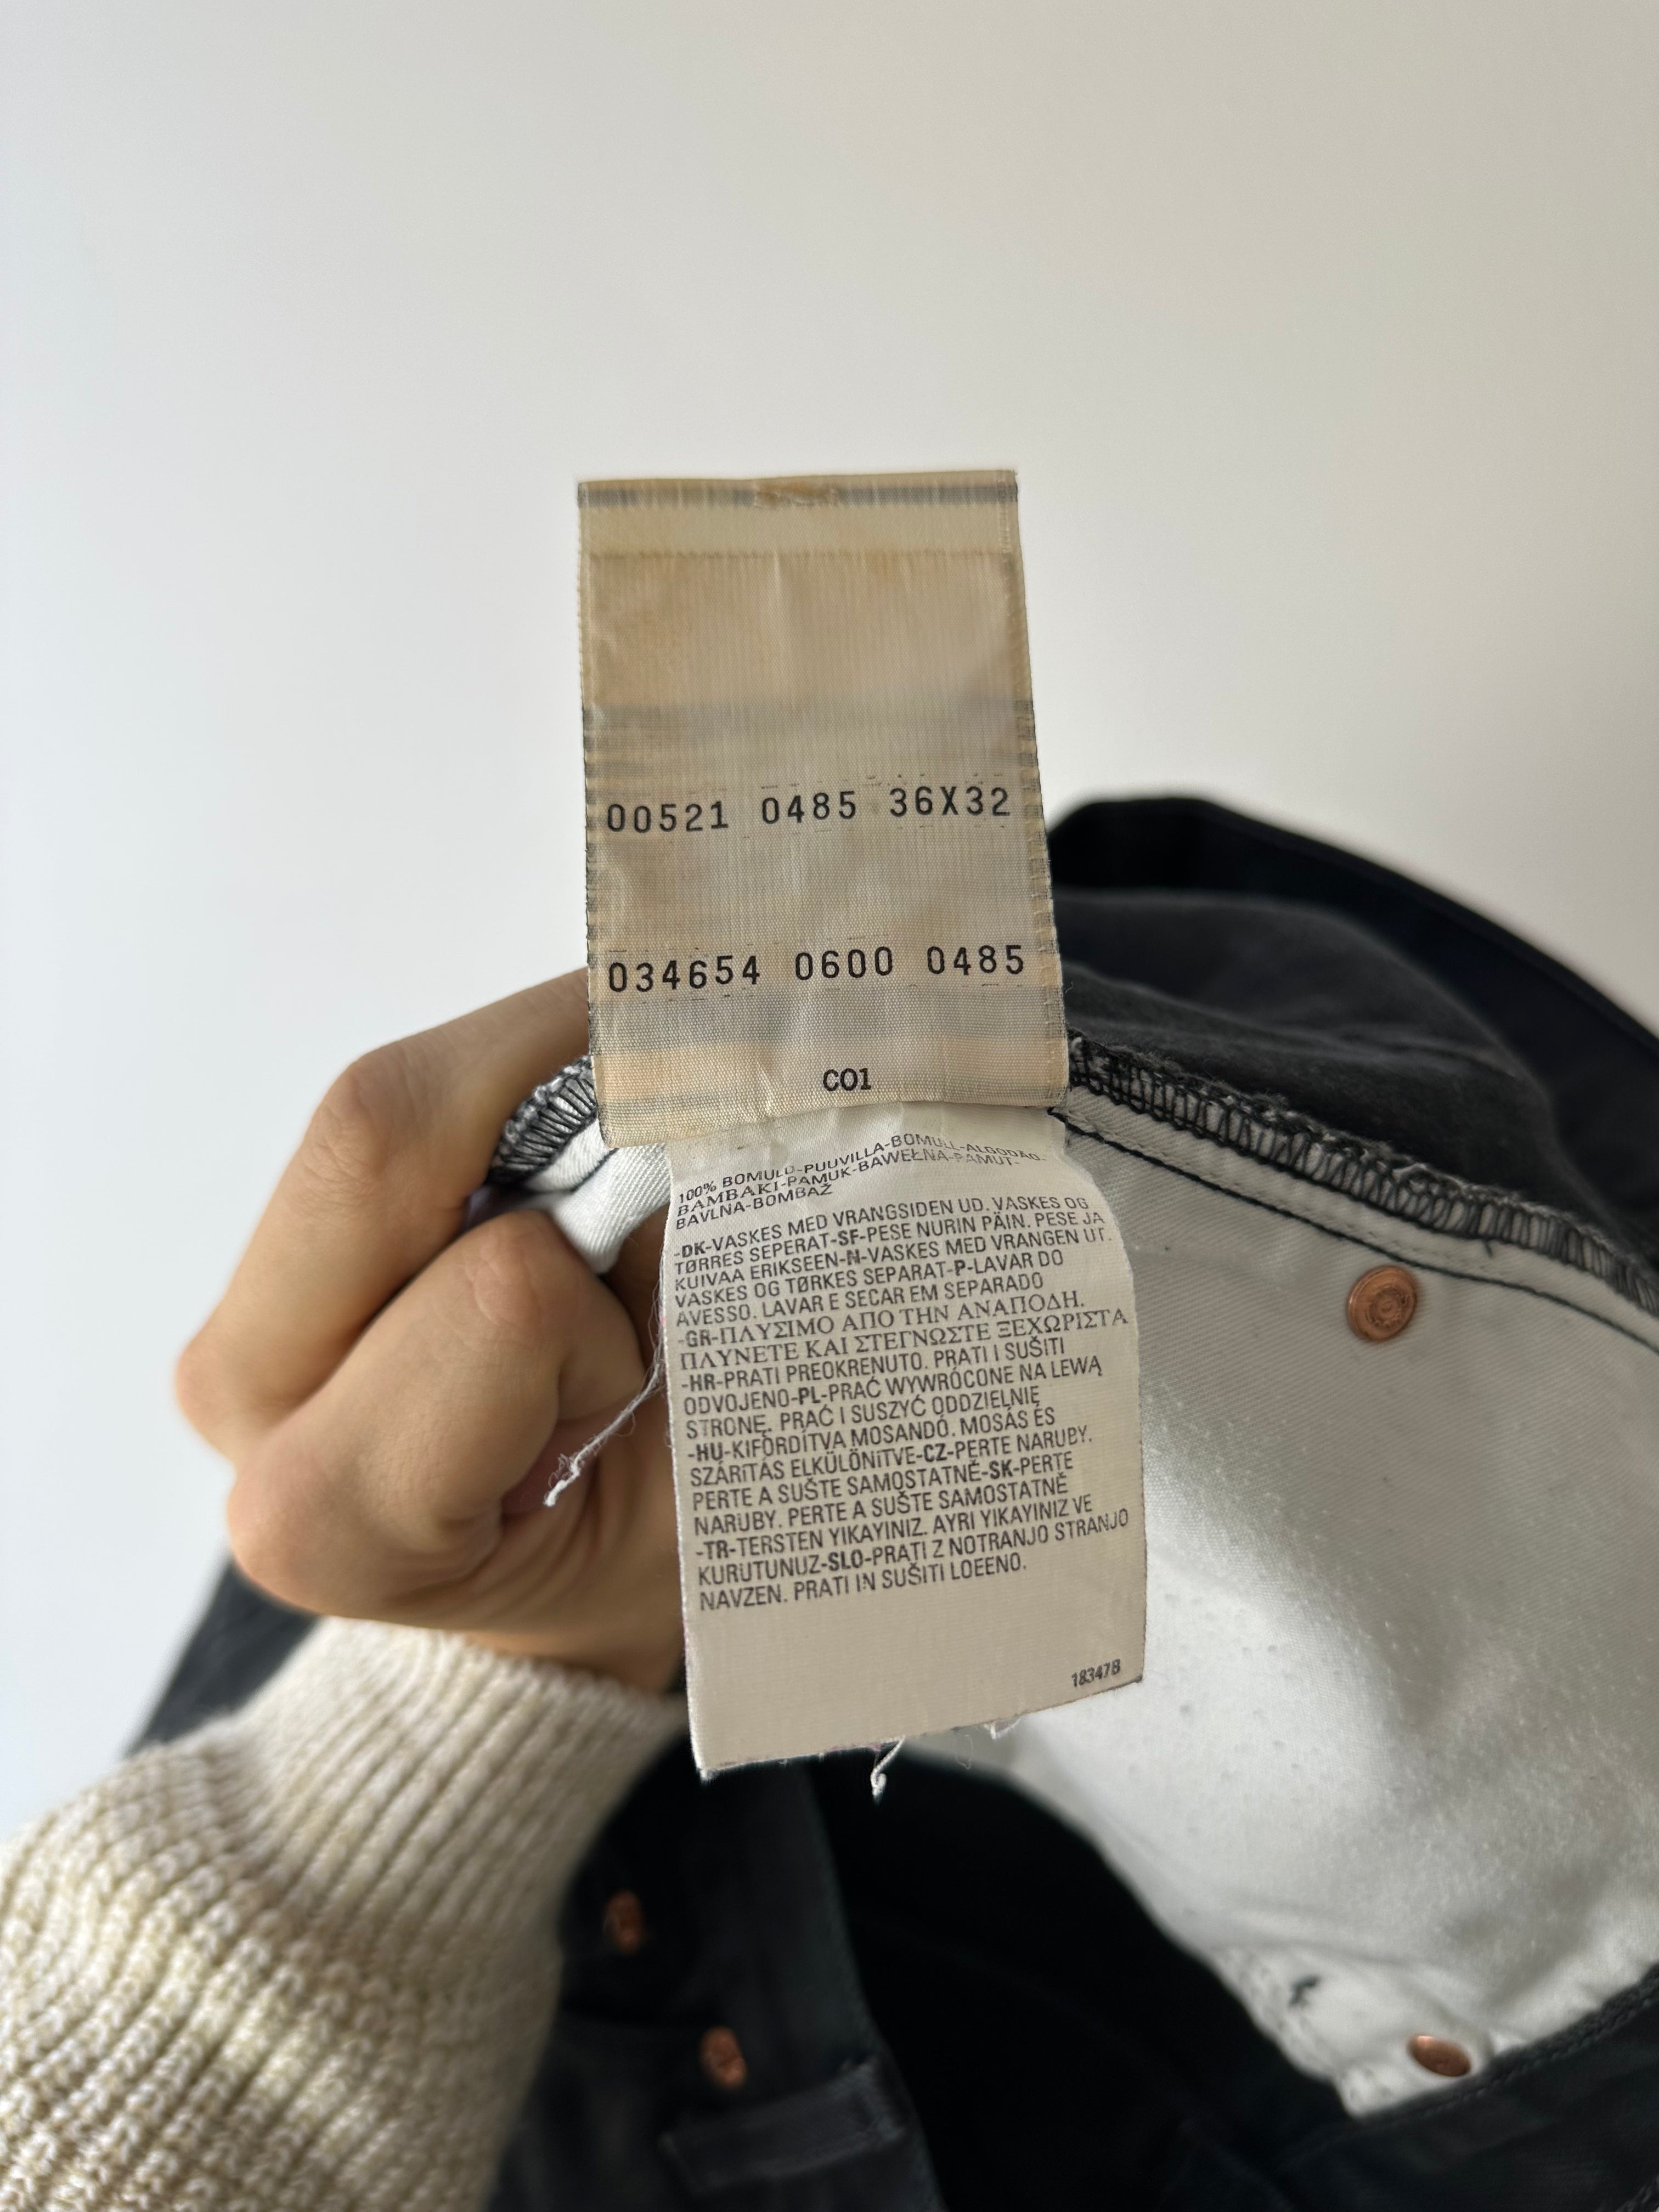 00521 0485 36X32
034654 0600 0485
C01
100% BOMULD-PUUVILLA-BOMULL-ALGODAO-
BAMBAKI-PAMUK-BAWEŁNA-PAMUT-
BAVLNA-BOMBAŽ
-DK-VASKES MED VRANGSIDEN UD. VASKES OG
TØRRES SEPERAT-SF-PESE NURIN PÄIN. PESE JA
KUIVAA ERIKSEEN-N-VASKES MED VRANGEN UT.
VASKES OG TØRKES SEPARAT-P-LAVAR DO
AVESSO. LAVAR E SECAR EM SEPARADO
-GR-ΠΛΥΣΙΜΟ ΑΠΟ ΤΗΝ ΑΝΑΠΟΔΗ.
ΠΛΥΝΕΤΕ ΚΑΙ ΣΤΕΓΝΩΣΤΕ ΞΕΧΩΡΙΣΤΑ
-HR-PRATI PREOKRENUTO. PRATI I SUŠITI
ODVOJENO-PL-PRAĆ WYWRÓCONE NA LEWĄ
STRONĘ. PRAĆ I SUSZYĆ ODDZIELNIE
-HU-KIFORDÍTVA MOSANDÓ. MOSÁS ÉS
SZÁRíTÁS ELKÜLÖNíTVE-CZ-PERTE NARUBY.
PERTE A SUŠTE SAMOSTATNĚ-SK-PERTE
NARUBY. PERTE A SUŠTE SAMOSTATNĚ
-TR-TERSTEN YIKAYINIZ. AYRI YIKAYINIZ VE
KURUTUNUZ-SLO-PRATI Z NOTRANJO STRANJO
NAVZEN. PRATI IN SUŠITI LOEENO.
18347B